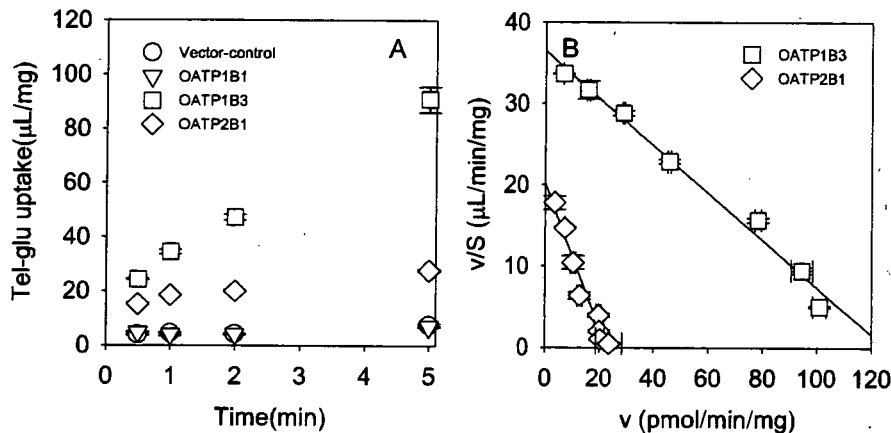 A
Vector-control
OATP1B1
OATP1B3
OATP2B1
120
100
80
60
40
20
0
Tel-glu uptake(μL/mg)
0 1 2 3 4 5
Time(min)
B
OATP1B3
OATP2B1
40
30
20
10
0
v/S (μL/min/mg)
0 20 40 60 80 100 120
v (pmol/min/mg)